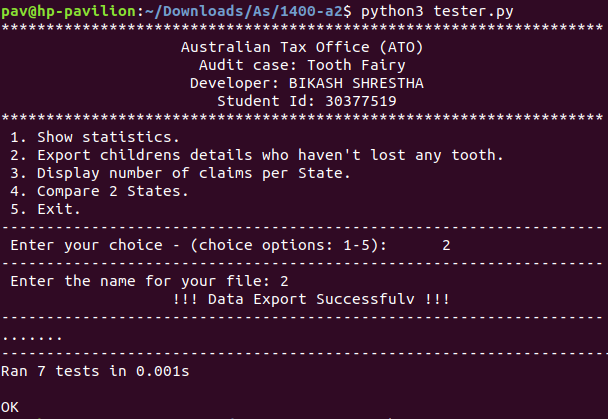 pav@hp-pavilion:~/Downloads/As/1400-a2$ python3 tester.py
*******************************************************************
Australian Tax Office (ATO)
Audit case: Tooth Fairy
Developer: BIKASH SHRESTHA
Student Id: 30377519
*******************************************************************
1. Show statistics.
2. Export childrens details who haven't lost any tooth.
3. Display number of claims per State.
4. Compare 2 States.
5. Exit.
-------------------------------------------------------------------
Enter your choice - (choice options: 1-5): 2
-------------------------------------------------------------------
Enter the name for your file: 2
!!! Data Export Successfulv !!!
-------------------------------------------------------------------
.......
-------------------------------------------------------------------
Ran 7 tests in 0.001s
OK